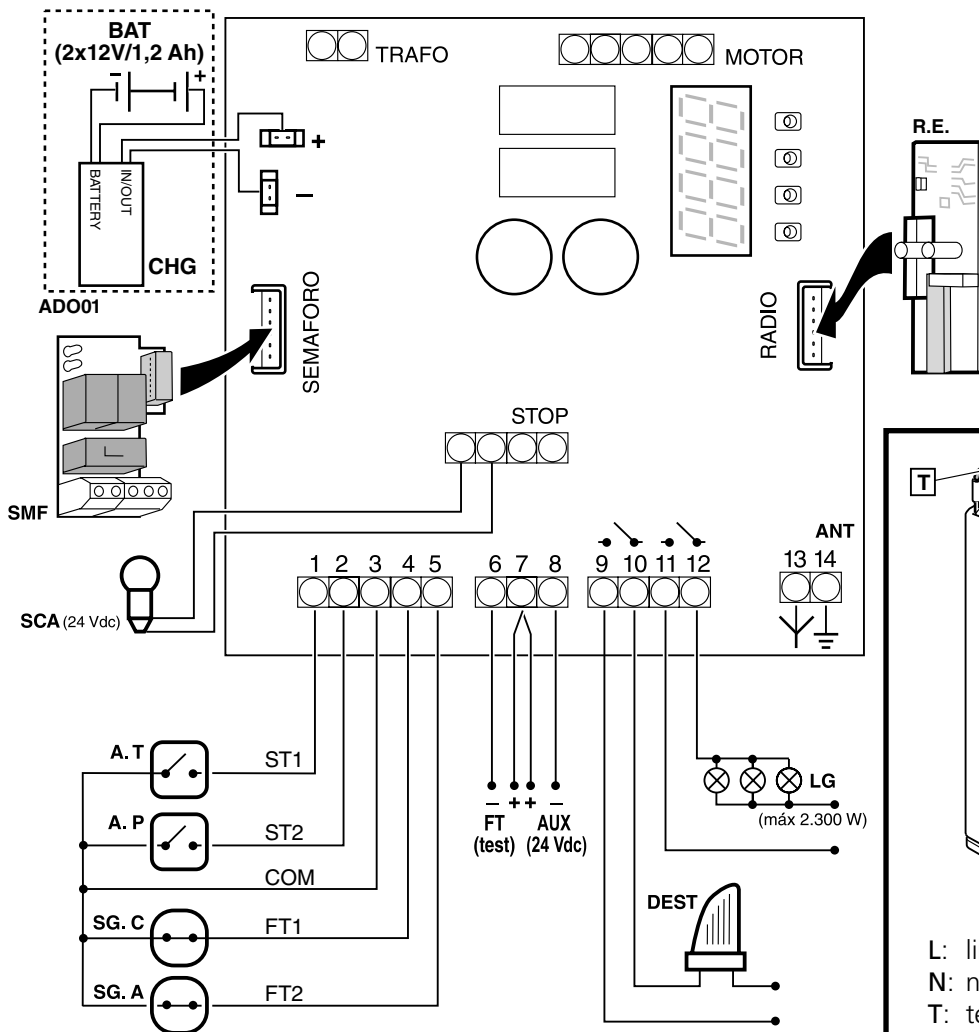 BAT
(2x12V/1,2 Ah)
- +
BATTERY
IN/OUT
CHG
ADO01
+
-
TRAFO
MOTOR
R.E.
SEMAFORO
RADIO
SMF
STOP
SCA (24 Vdc)
1 2 3 4 5
6 7 8
9 10 11 12
ANT
13 14
T
A. T
ST1
A. P
ST2
COM
SG. C
FT1
SG. A
FT2
- + + -
FT AUX
(test) (24 Vdc)
LG
(máx 2.300 W)
DEST
L: li
N: n
T: te